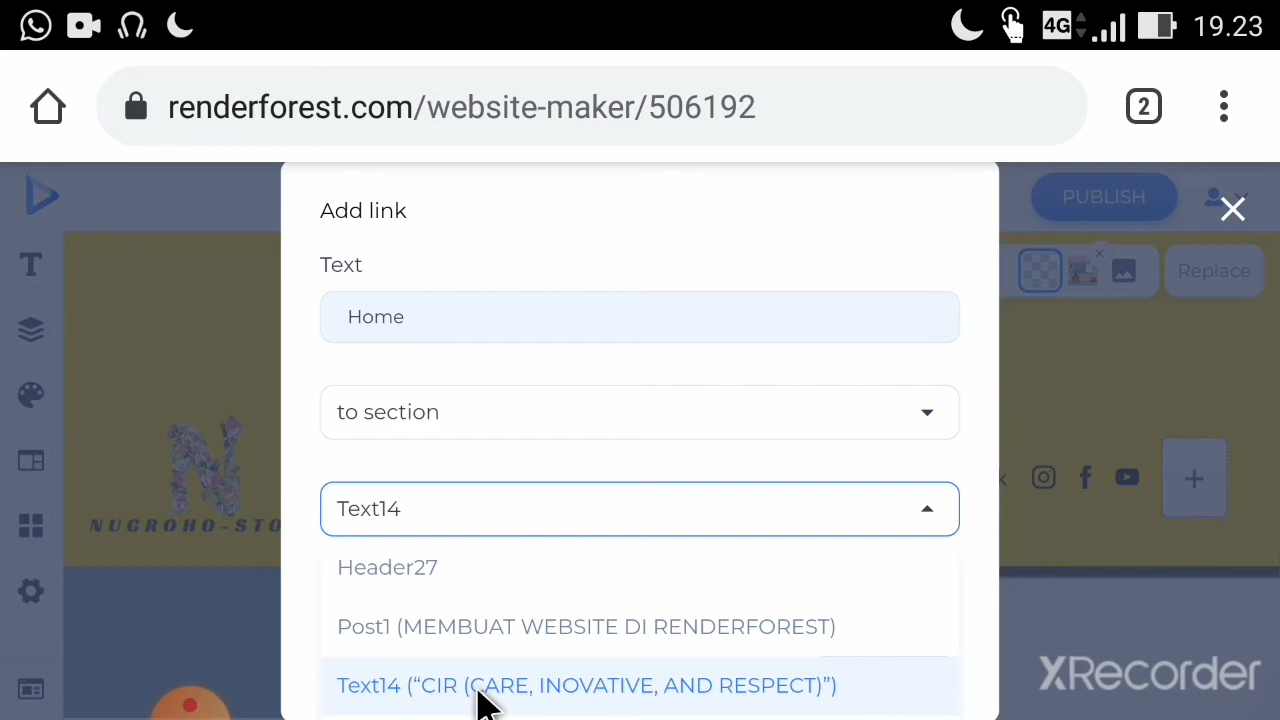 19.23
4G
renderforest.com/website-maker/506192
2
Add link
PUBLISH
Text
Home
Replace
to section
N
NUGROHO-STO
Text14
Header27
Post1 (MEMBUAT WEBSITE DI RENDERFOREST)
Text14 (“CIR (CARE, INOVATIVE, AND RESPECT)”)
XRecorder